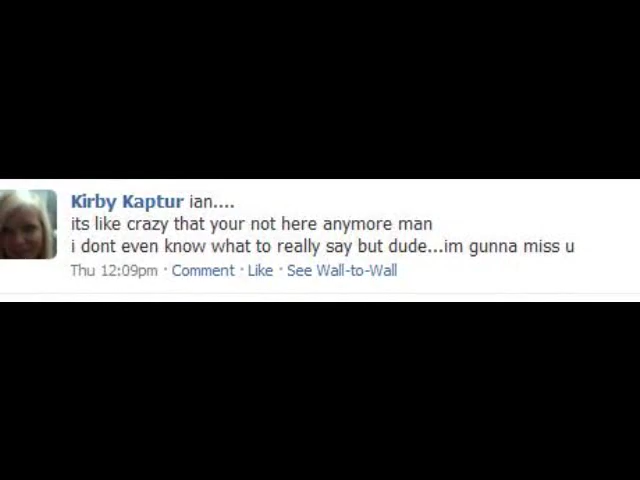 Kirby Kaptur ian....
its like crazy that your not here anymore man
i dont even know what to really say but dude...im gunna miss u
Thu 12:09pm · Comment · Like · See Wall-to-Wall